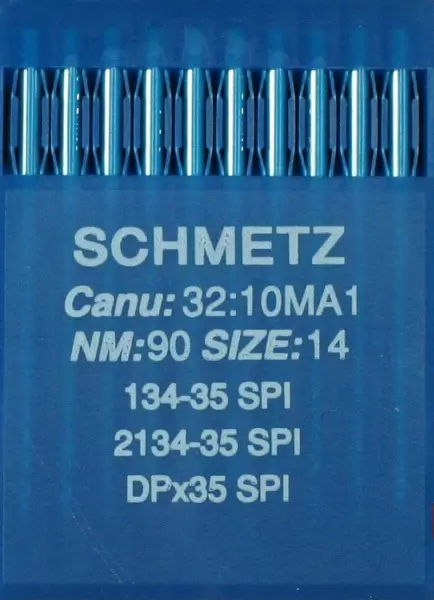 SCHMETZ
Canu: 32:10MA1
NM:90 SIZE:14
134-35 SPI
2134-35 SPI
DPx35 SPI